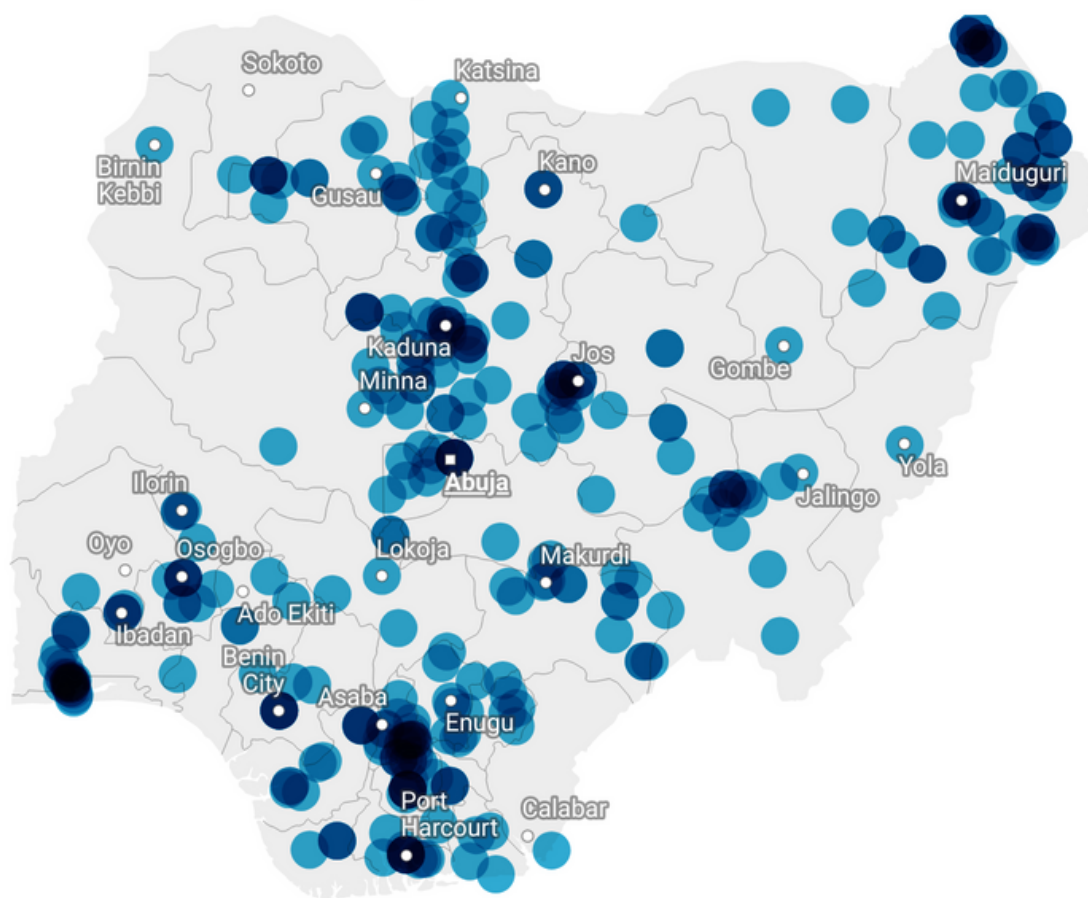 Sokoto
Katsina
Birnin
Kebbi
Gusau
Kano
Maiduguri
Kaduna
Jos
Minna
Gombe
Abuja
Yola
Jalingo
Ilorin
Oyo
Osogbo
Lokoja
Makurdi
Ado Ekiti
Ibadan
Benin
City
Asaba
Enugu
Port
Harcourt
Calabar